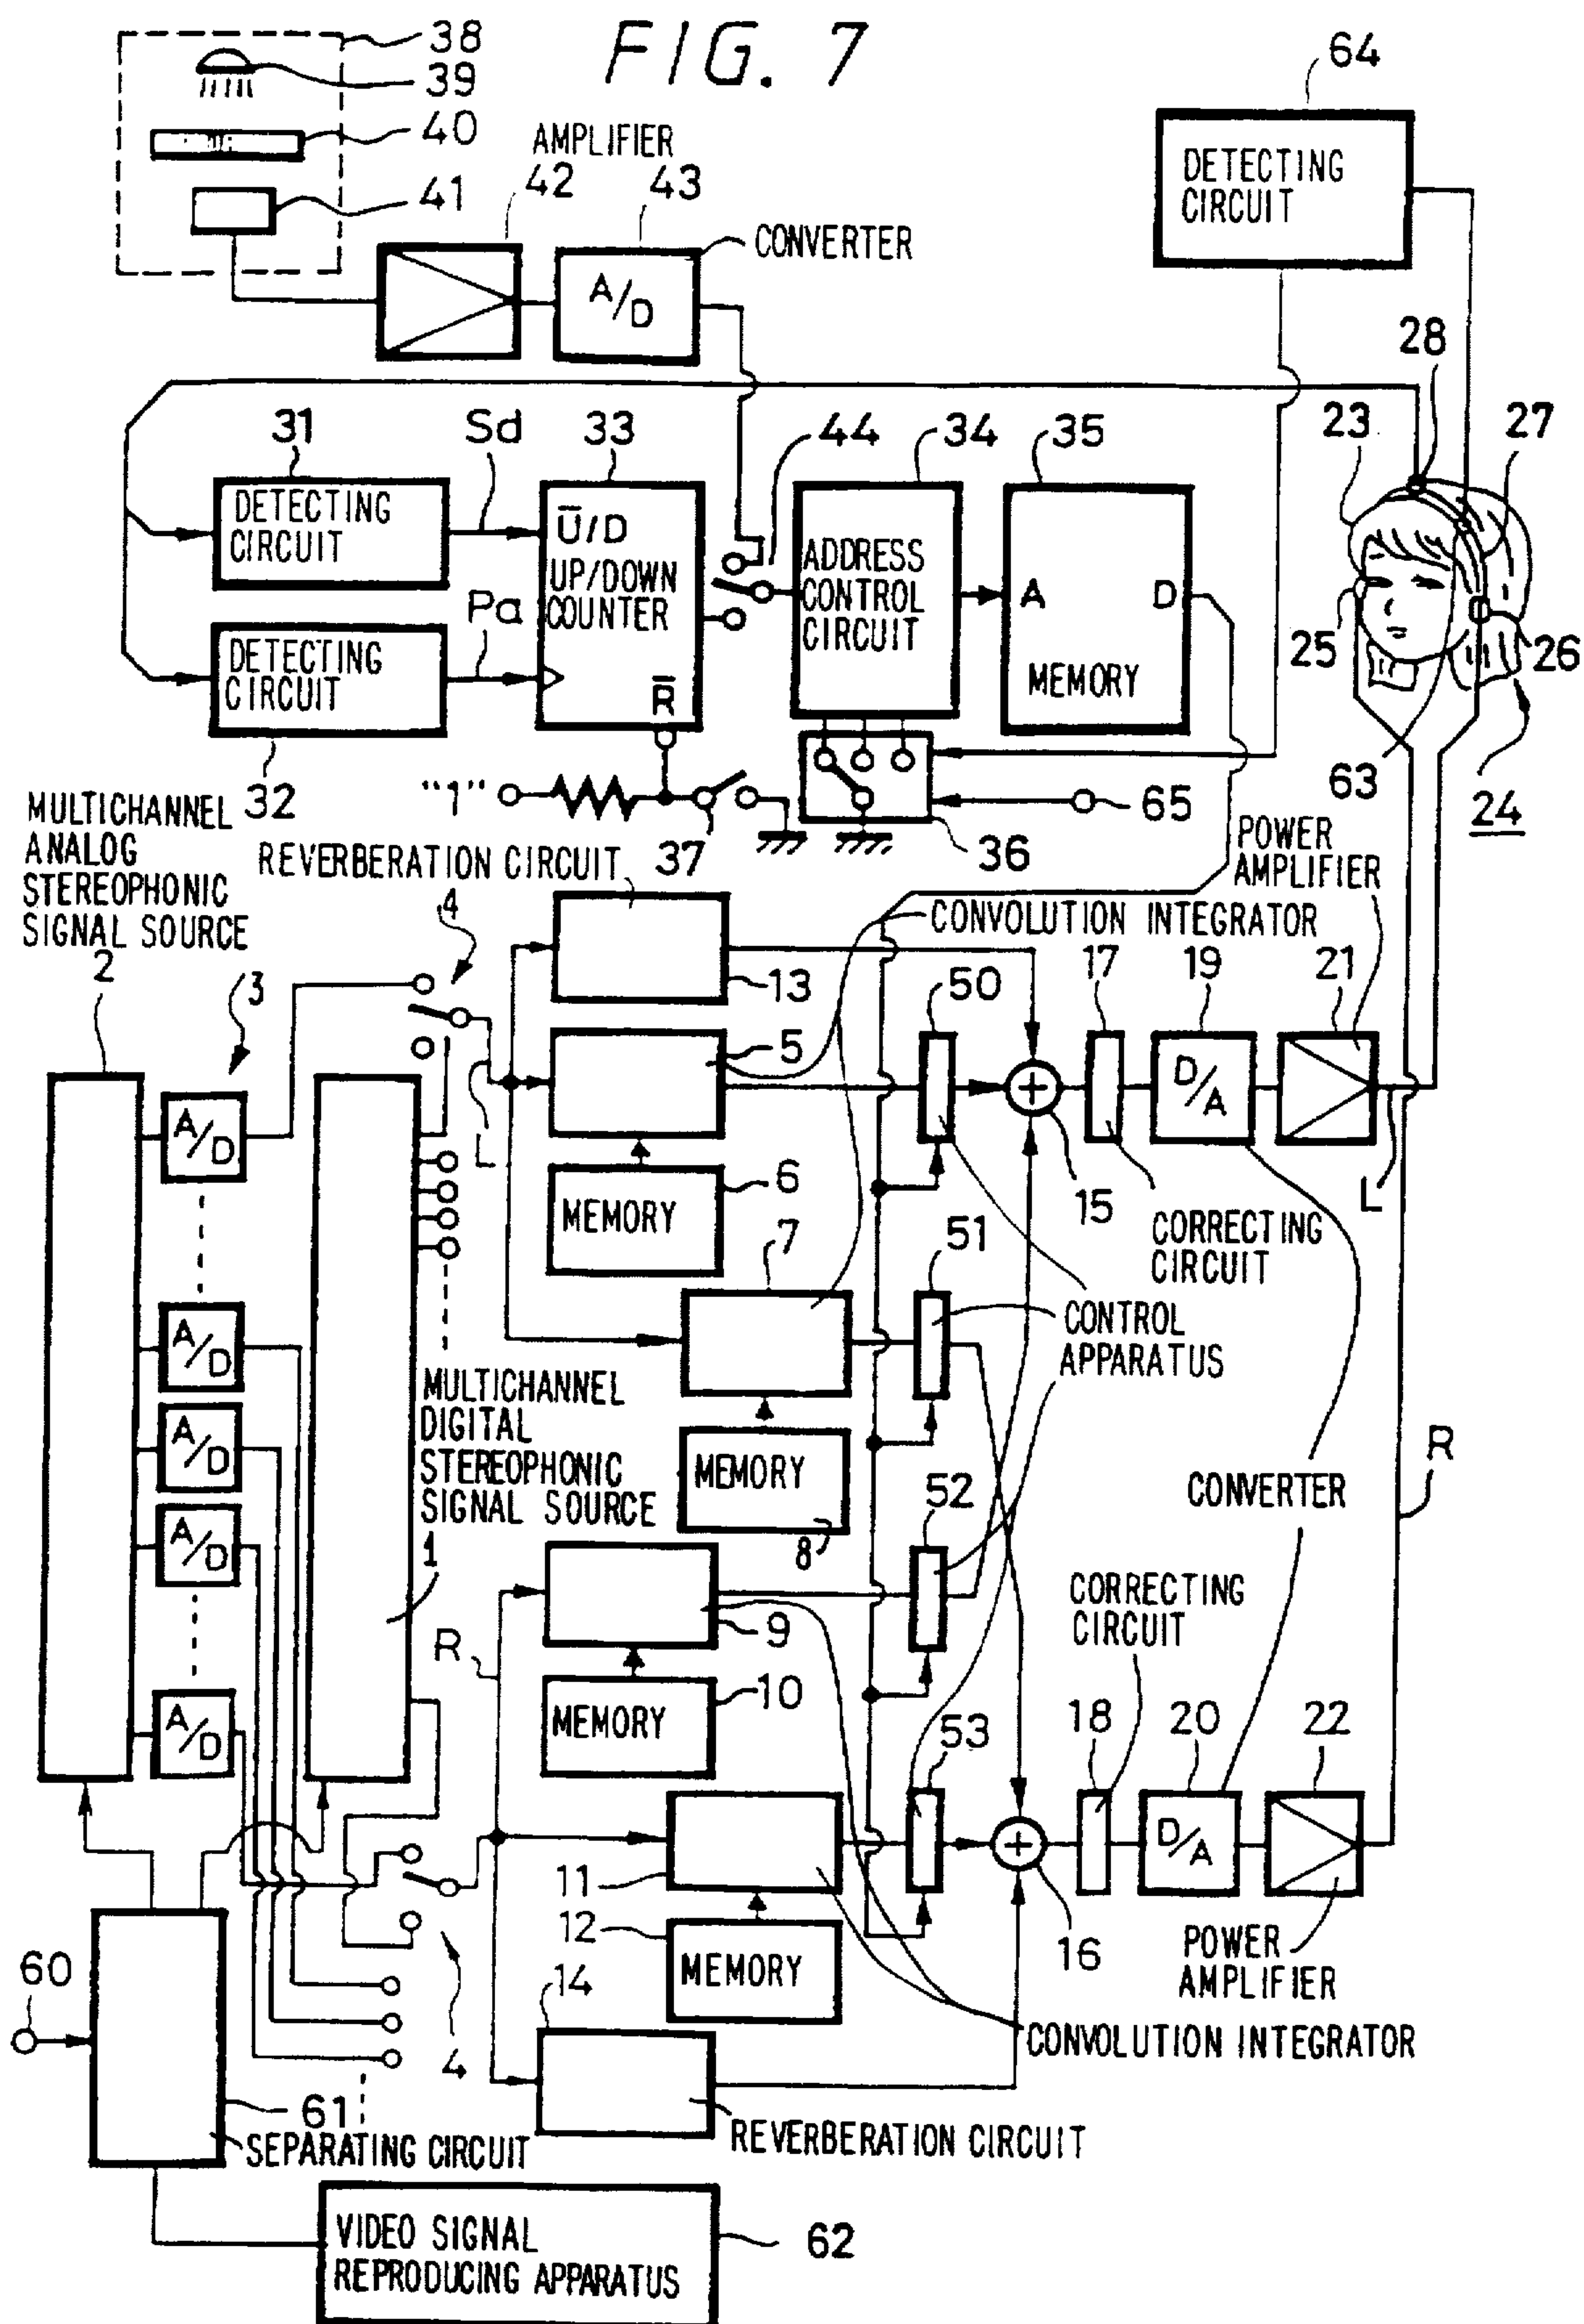 FIG. 7
38
39
40
41
AMPLIFIER
42
43
CONVERTER
A/D
64
DETECTING
CIRCUIT
28
23
27
25
26
63
24
31
Sd
33
44
34
35
DETECTING
CIRCUIT
U̅/D
UP/DOWN
COUNTER
Pa
R̅
DETECTING
CIRCUIT
32
ADDRESS
CONTROL
CIRCUIT
A
D
MEMORY
"1"
37
36
65
MULTICHANNEL
ANALOG
STEREOPHONIC
SIGNAL SOURCE
2
3
REVERBERATION CIRCUIT
4
13
CONVOLUTION INTEGRATOR
POWER
AMPLIFIER
50
17
19
21
5
L
A/D
D/A
15
L
MEMORY
6
7
51
CORRECTING
CIRCUIT
CONTROL
APPARATUS
A/D
A/D
A/D
A/D
MULTICHANNEL
DIGITAL
STEREOPHONIC
SIGNAL SOURCE
1
MEMORY
8
52
CONVERTER
R
9
R
MEMORY
10
CORRECTING
CIRCUIT
53
18
20
22
D/A
11
12
MEMORY
16
POWER
AMPLIFIER
14
4
CONVOLUTION INTEGRATOR
60
61
SEPARATING CIRCUIT
REVERBERATION CIRCUIT
VIDEO SIGNAL
REPRODUCING APPARATUS
62